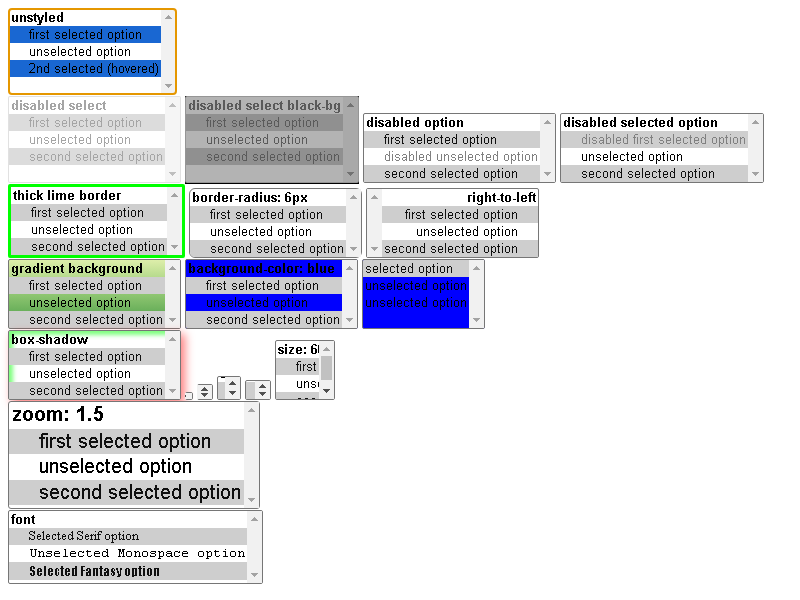 unstyled
first selected option
unselected option
2nd selected (hovered)
disabled select
first selected option
unselected option
second selected option
disabled select black-bg
first selected option
unselected option
second selected option
disabled option
first selected option
disabled unselected option
second selected option
disabled selected option
disabled first selected option
unselected option
second selected option
thick lime border
first selected option
unselected option
second selected option
border-radius: 6px
first selected option
unselected option
second selected option
right-to-left
first selected option
unselected option
second selected option
gradient background
first selected option
unselected option
second selected option
background-color: blue
first selected option
unselected option
second selected option
selected option
unselected option
unselected option
box-shadow
first selected option
unselected option
second selected option
size: 6
first
uns
zoom: 1.5
first selected option
unselected option
second selected option
font
Selected Serif option
Unselected Monospace option
Selected Fantasy option